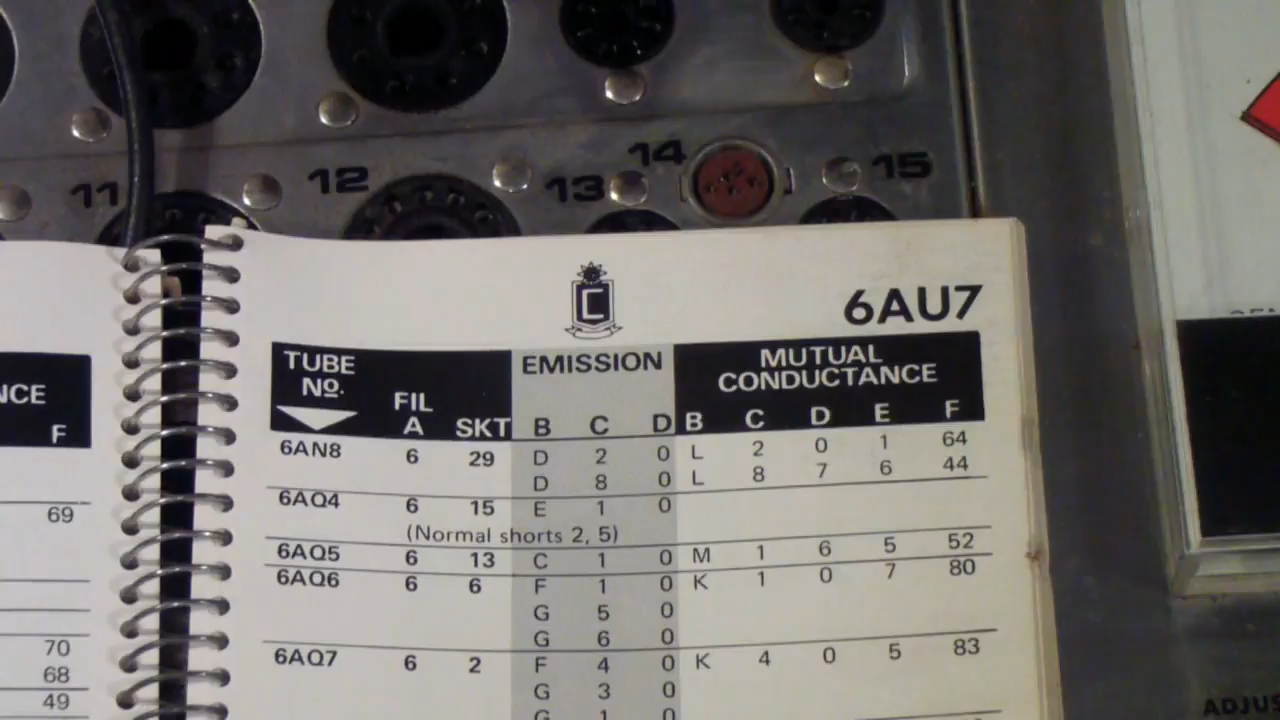 14
15
12
13
11
C
6AU7
TUBE EMISSION MUTUAL
Nº. CONDUCTANCE
FIL
A SKT B C D B C D E F
6AN8 6 29 D 2 0 L 2 0 1 64
D 8 0 L 8 7 6 44
6AQ4 6 15 E 1 0
(Normal shorts 2, 5)
6AQ5 6 13 C 1 0 M 1 6 5 52
6AQ6 6 6 F 1 0 K 1 0 7 80
G 5 0
G 6 0
6AQ7 6 2 F 4 0 K 4 0 5 83
G 3 0
G 1 0
NCE
F
69
70
68
49
ADJUS